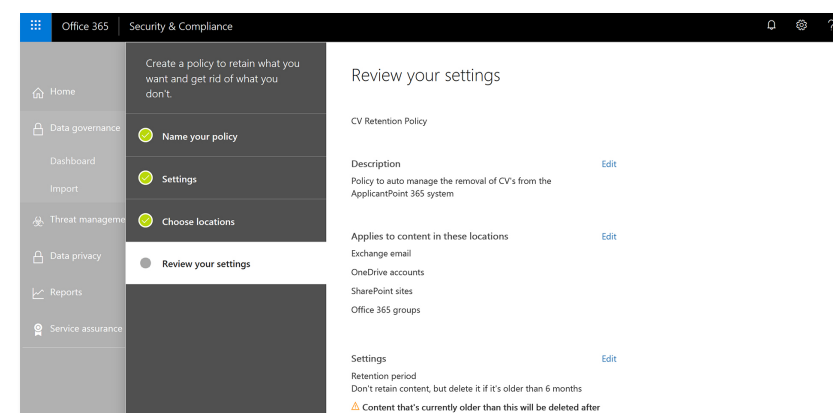 Office 365 Security & Compliance
Create a policy to retain what you
want and get rid of what you
don't.
Home
Data governance
Dashboard
Import
Threat manageme
Data privacy
Reports
Service assurance
Name your policy
Settings
Choose locations
Review your settings
Review your settings
CV Retention Policy
Description Edit
Policy to auto manage the removal of CV's from the
ApplicantPoint 365 system
Applies to content in these locations Edit
Exchange email
OneDrive accounts
SharePoint sites
Office 365 groups
Settings Edit
Retention period
Don't retain content, but delete it if it's older than 6 months
Content that's currently older than this will be deleted after